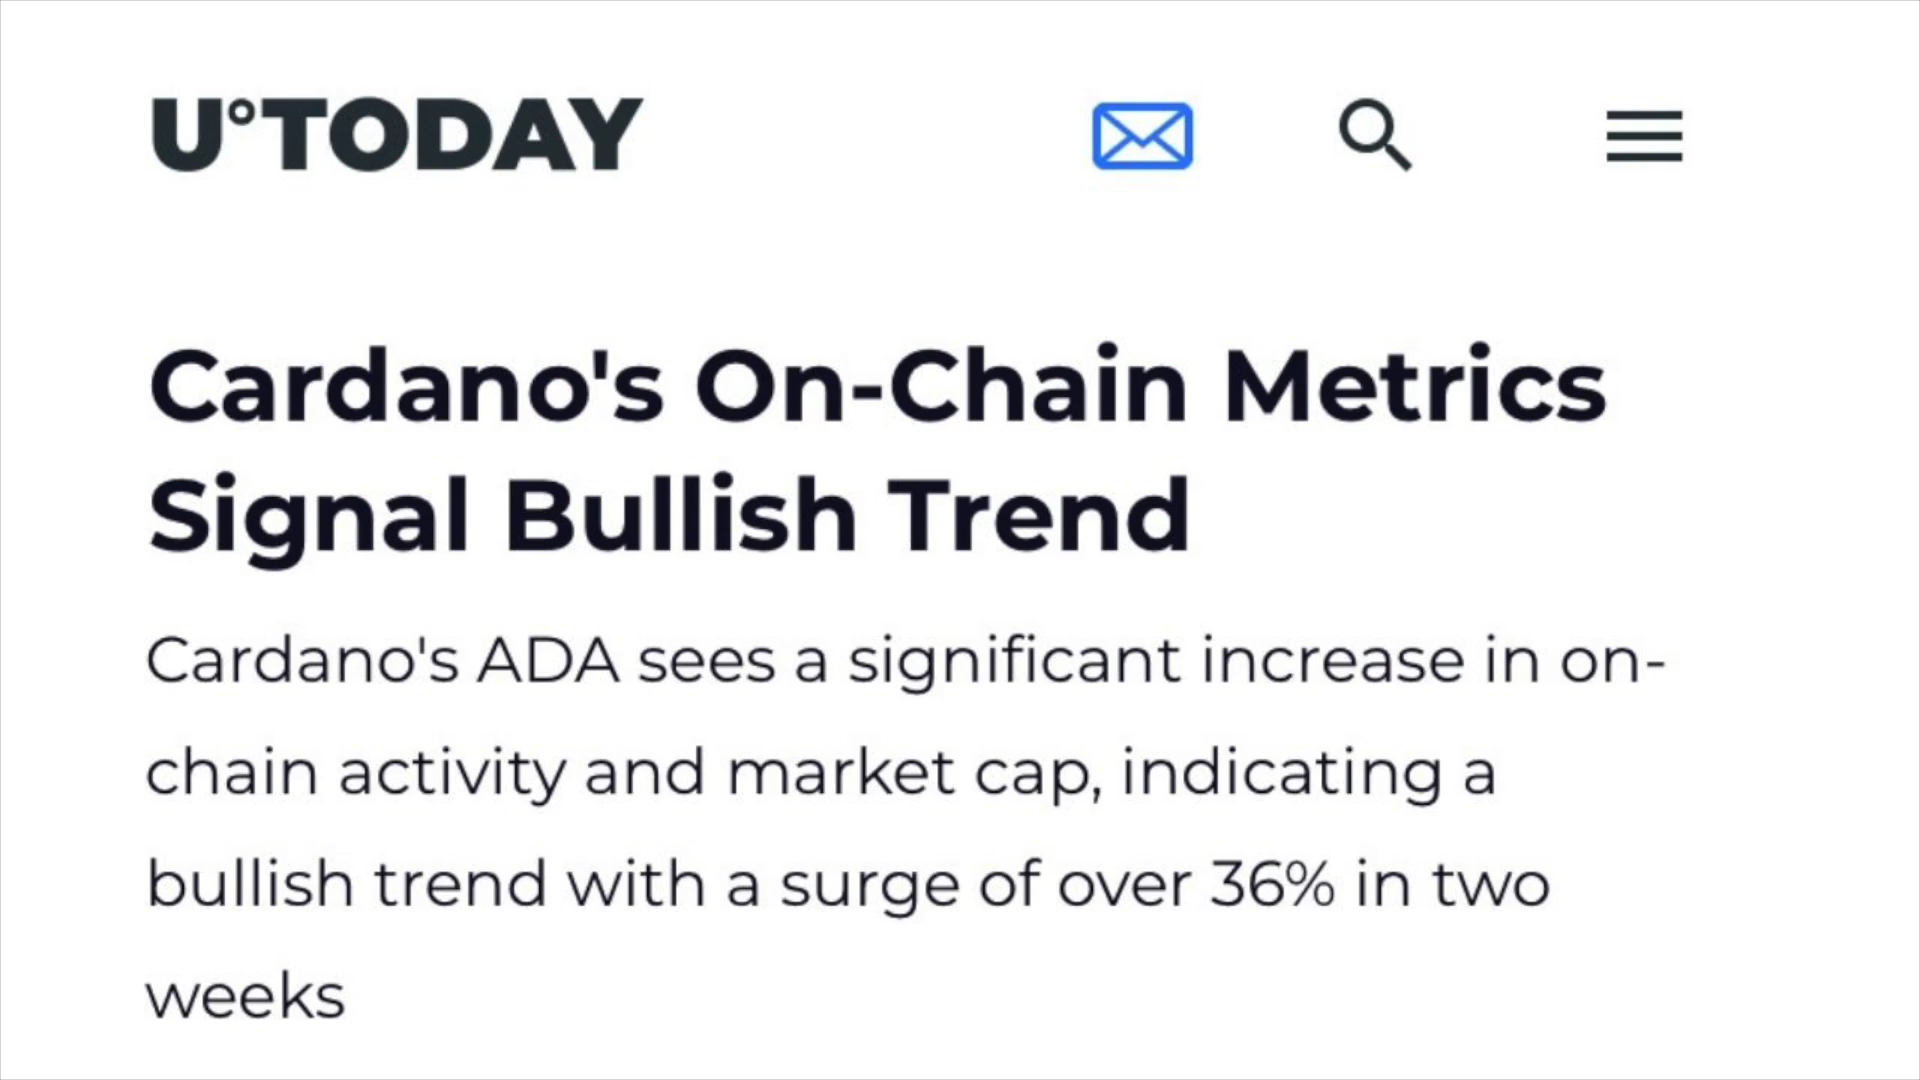 U°TODAY
Cardano's On-Chain Metrics
Signal Bullish Trend
Cardano's ADA sees a significant increase in on-
chain activity and market cap, indicating a
bullish trend with a surge of over 36% in two
weeks